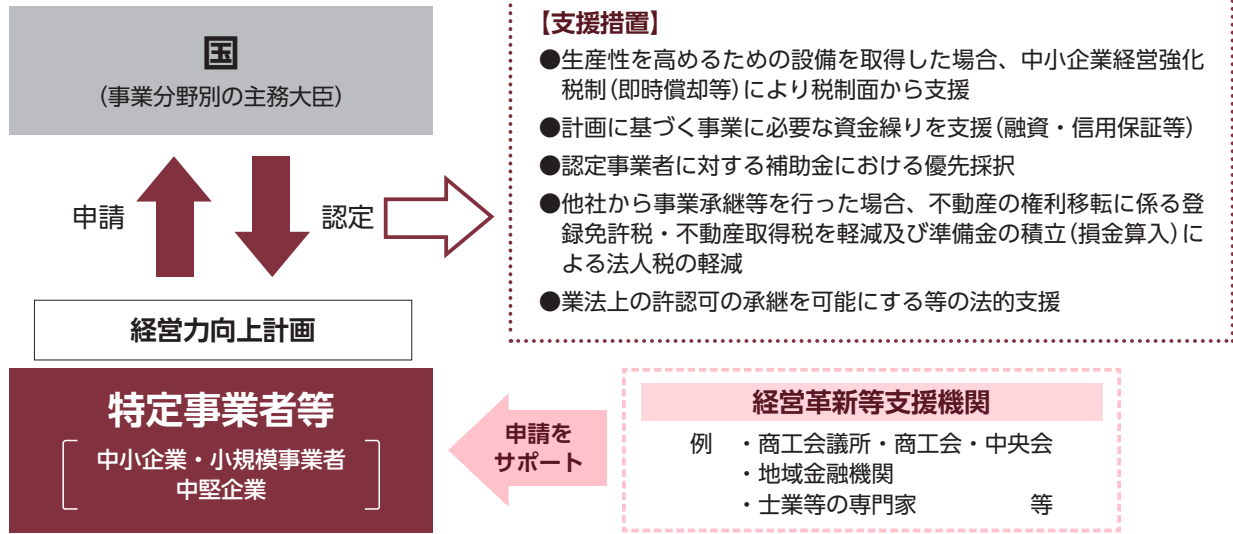 国
(事業分野別の主務大臣)
申請
認定
経営力向上計画
特定事業者等
中小企業・小規模事業者
中堅企業
【支援措置】
●生産性を高めるための設備を取得した場合、中小企業経営強化
税制(即時償却等)により税制面から支援
●計画に基づく事業に必要な資金繰りを支援(融資・信用保証等)
●認定事業者に対する補助金における優先採択
●他社から事業承継等を行った場合、不動産の権利移転に係る登
録免許税・不動産取得税を軽減及び準備金の積立(損金算入)に
よる法人税の軽減
●業法上の許認可の承継を可能にする等の法的支援
申請を
サポート
経営革新等支援機関
例 ・商工会議所・商工会・中央会
・地域金融機関
・士業等の専門家 等